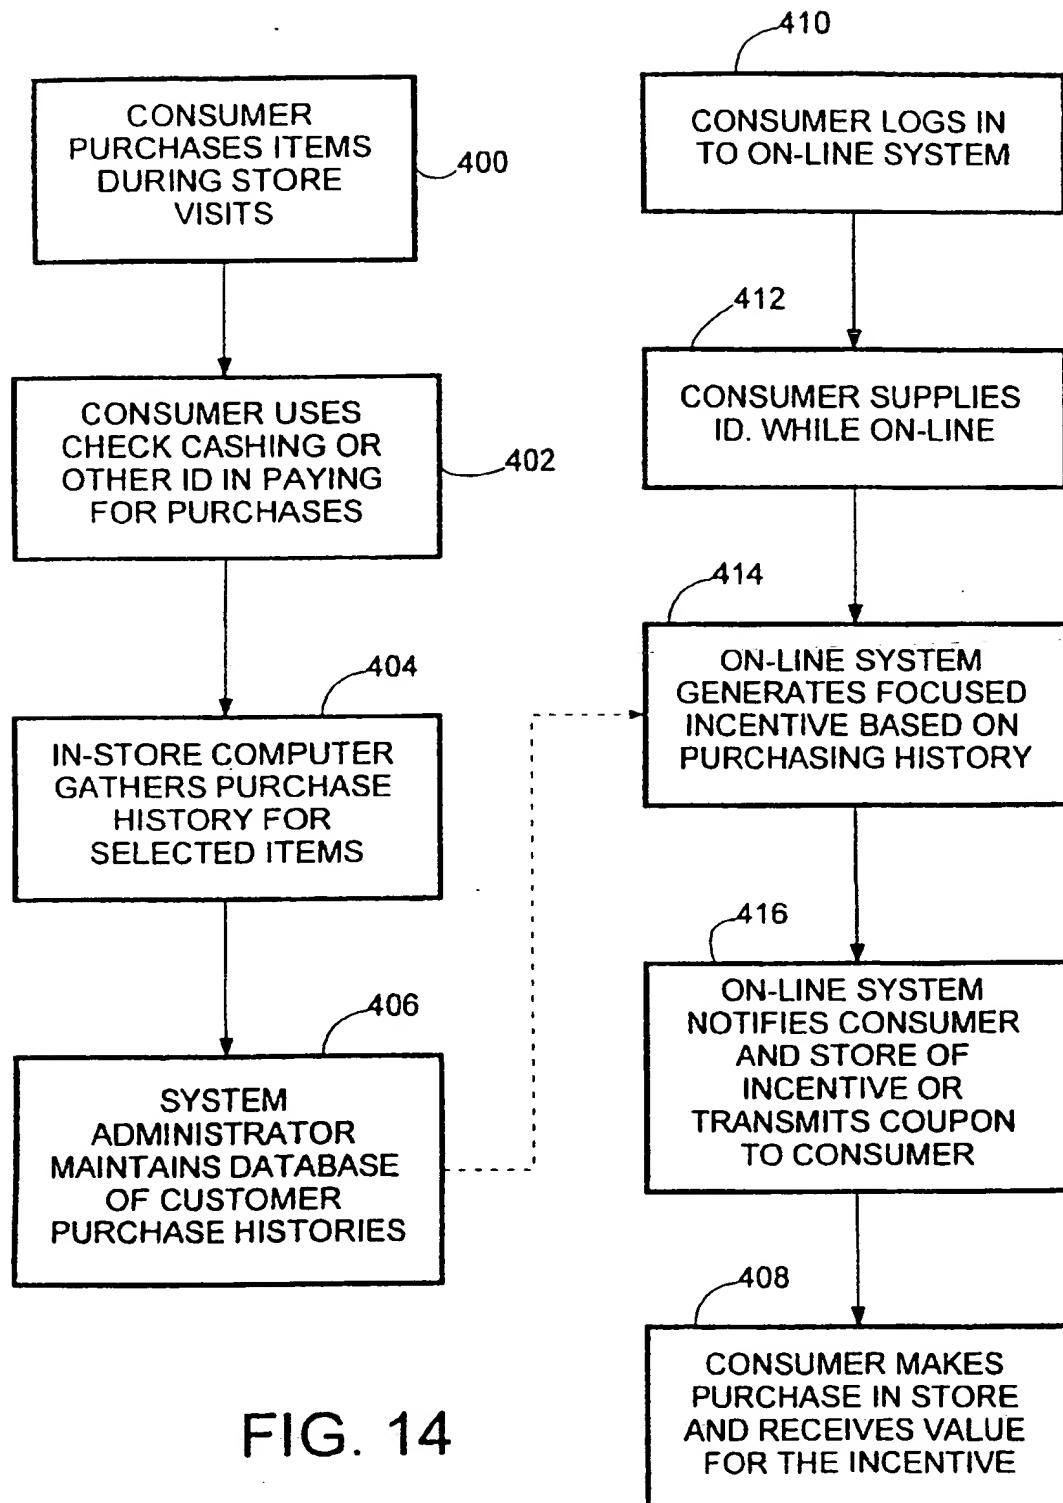 CONSUMER
PURCHASES ITEMS
DURING STORE
VISITS
400
CONSUMER USES
CHECK CASHING OR
OTHER ID IN PAYING
FOR PURCHASES
402
404
IN-STORE COMPUTER
GATHERS PURCHASE
HISTORY FOR
SELECTED ITEMS
406
SYSTEM
ADMINISTRATOR
MAINTAINS DATABASE
OF CUSTOMER
PURCHASE HISTORIES
410
CONSUMER LOGS IN
TO ON-LINE SYSTEM
412
CONSUMER SUPPLIES
ID. WHILE ON-LINE
414
ON-LINE SYSTEM
GENERATES FOCUSED
INCENTIVE BASED ON
PURCHASING HISTORY
416
ON-LINE SYSTEM
NOTIFIES CONSUMER
AND STORE OF
INCENTIVE OR
TRANSMITS COUPON
TO CONSUMER
408
CONSUMER MAKES
PURCHASE IN STORE
AND RECEIVES VALUE
FOR THE INCENTIVE
FIG. 14